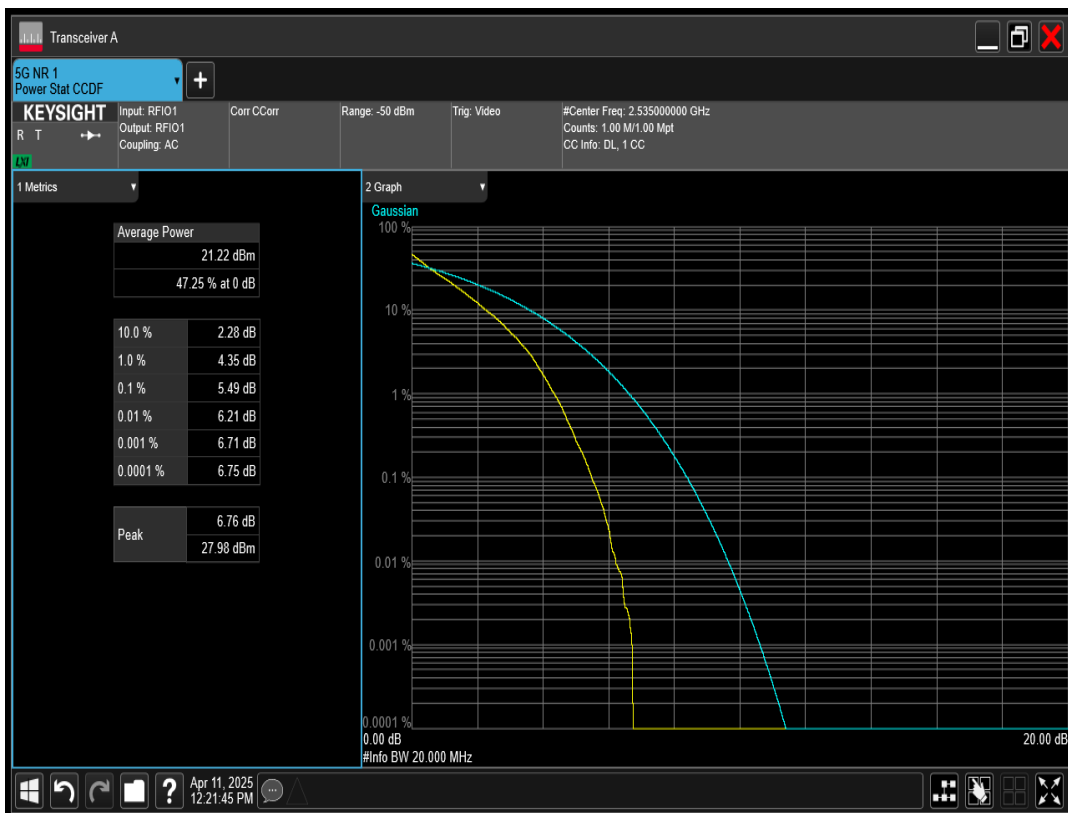 Transceiver A
5G NR 1
Power Stat CCDF
+
KEYSIGHT
R T
LXI
Input: RFIO1
Output: RFIO1
Coupling: AC
Corr CCorr
Range: -50 dBm
Trig: Video
#Center Freq: 2.535000000 GHz
Counts: 1.00 M/1.00 Mpt
CC Info: DL, 1 CC
1 Metrics
Average Power
21.22 dBm
47.25 % at 0 dB
10.0 % 2.28 dB
1.0 % 4.35 dB
0.1 % 5.49 dB
0.01 % 6.21 dB
0.001 % 6.71 dB
0.0001 % 6.75 dB
Peak 6.76 dB
27.98 dBm
2 Graph
Gaussian
100 %
10 %
1 %
0.1 %
0.01 %
0.001 %
0.0001 %
0.00 dB 20.00 dB
#Info BW 20.000 MHz
? Apr 11, 2025
12:21:45 PM